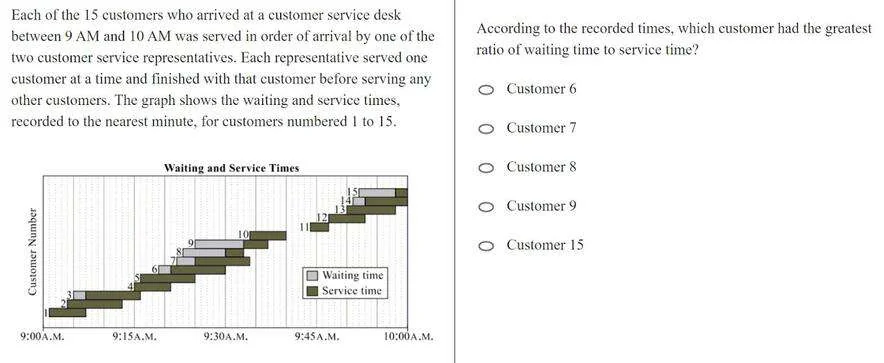 Each of the 15 customers who arrived at a customer service desk
between 9 AM and 10 AM was served in order of arrival by one of the
two customer service representatives. Each representative served one
customer at a time and finished with that customer before serving any
other customers. The graph shows the waiting and service times,
recorded to the nearest minute, for customers numbered 1 to 15.
Waiting and Service Times
Customer Number
15
14
13
12
11
10
9
8
7
6
5
4
3
2
1
Waiting time
Service time
9:00A.M. 9:15A.M. 9:30A.M. 9:45A.M. 10:00A.M.
According to the recorded times, which customer had the greatest
ratio of waiting time to service time?
Customer 6
Customer 7
Customer 8
Customer 9
Customer 15